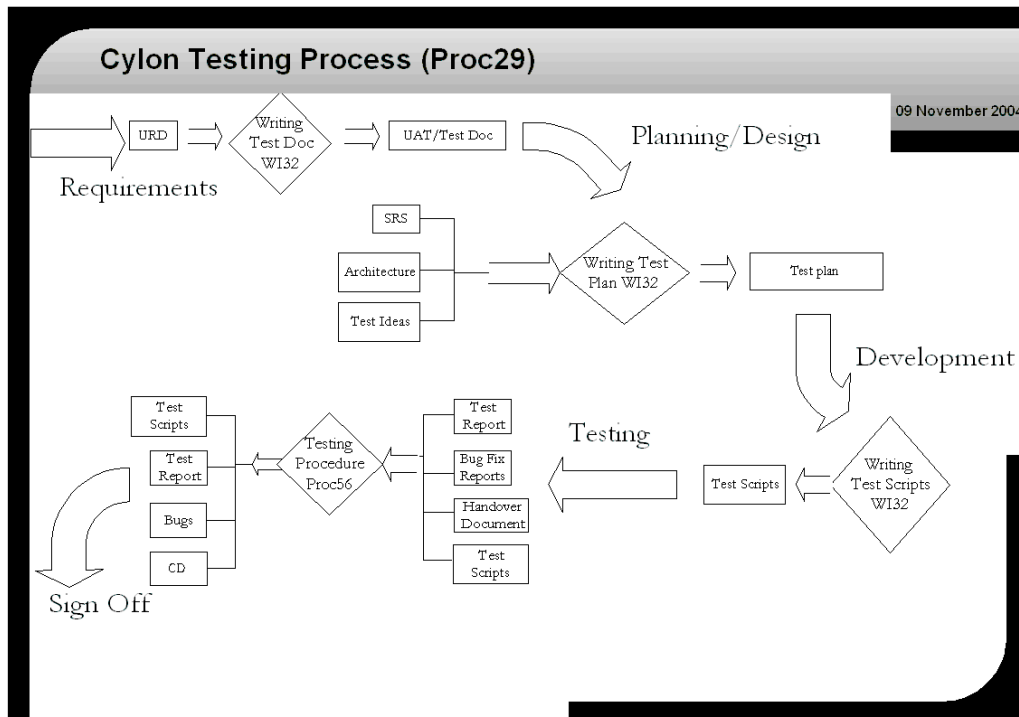 Cylon Testing Process (Proc29)
09 November 2004
URD
Writing
Test Doc
WI32
UAT/Test Doc
Planning/Design
Requirements
SRS
Architecture
Test Ideas
Writing Test
Plan WI32
Test plan
Development
Writing
Test Scripts
WI32
Test Scripts
Testing
Test
Report
Bug Fix
Reports
Handover
Document
Test
Scripts
Testing
Procedure
Proc56
Test
Scripts
Test
Report
Bugs
CD
Sign Off